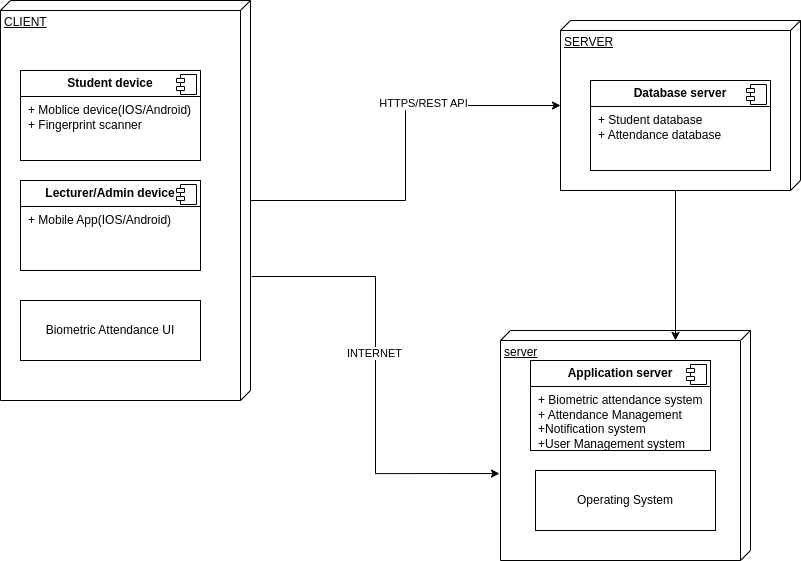 CLIENT
Student device
+ Moblice device(IOS/Android)
+ Fingerprint scanner
Lecturer/Admin device
+ Mobile App(IOS/Android)
Biometric Attendance UI
HTTPS/REST API
INTERNET
SERVER
Database server
+ Student database
+ Attendance database
server
Application server
+ Biometric attendance system
+ Attendance Management
+Notification system
+User Management system
Operating System